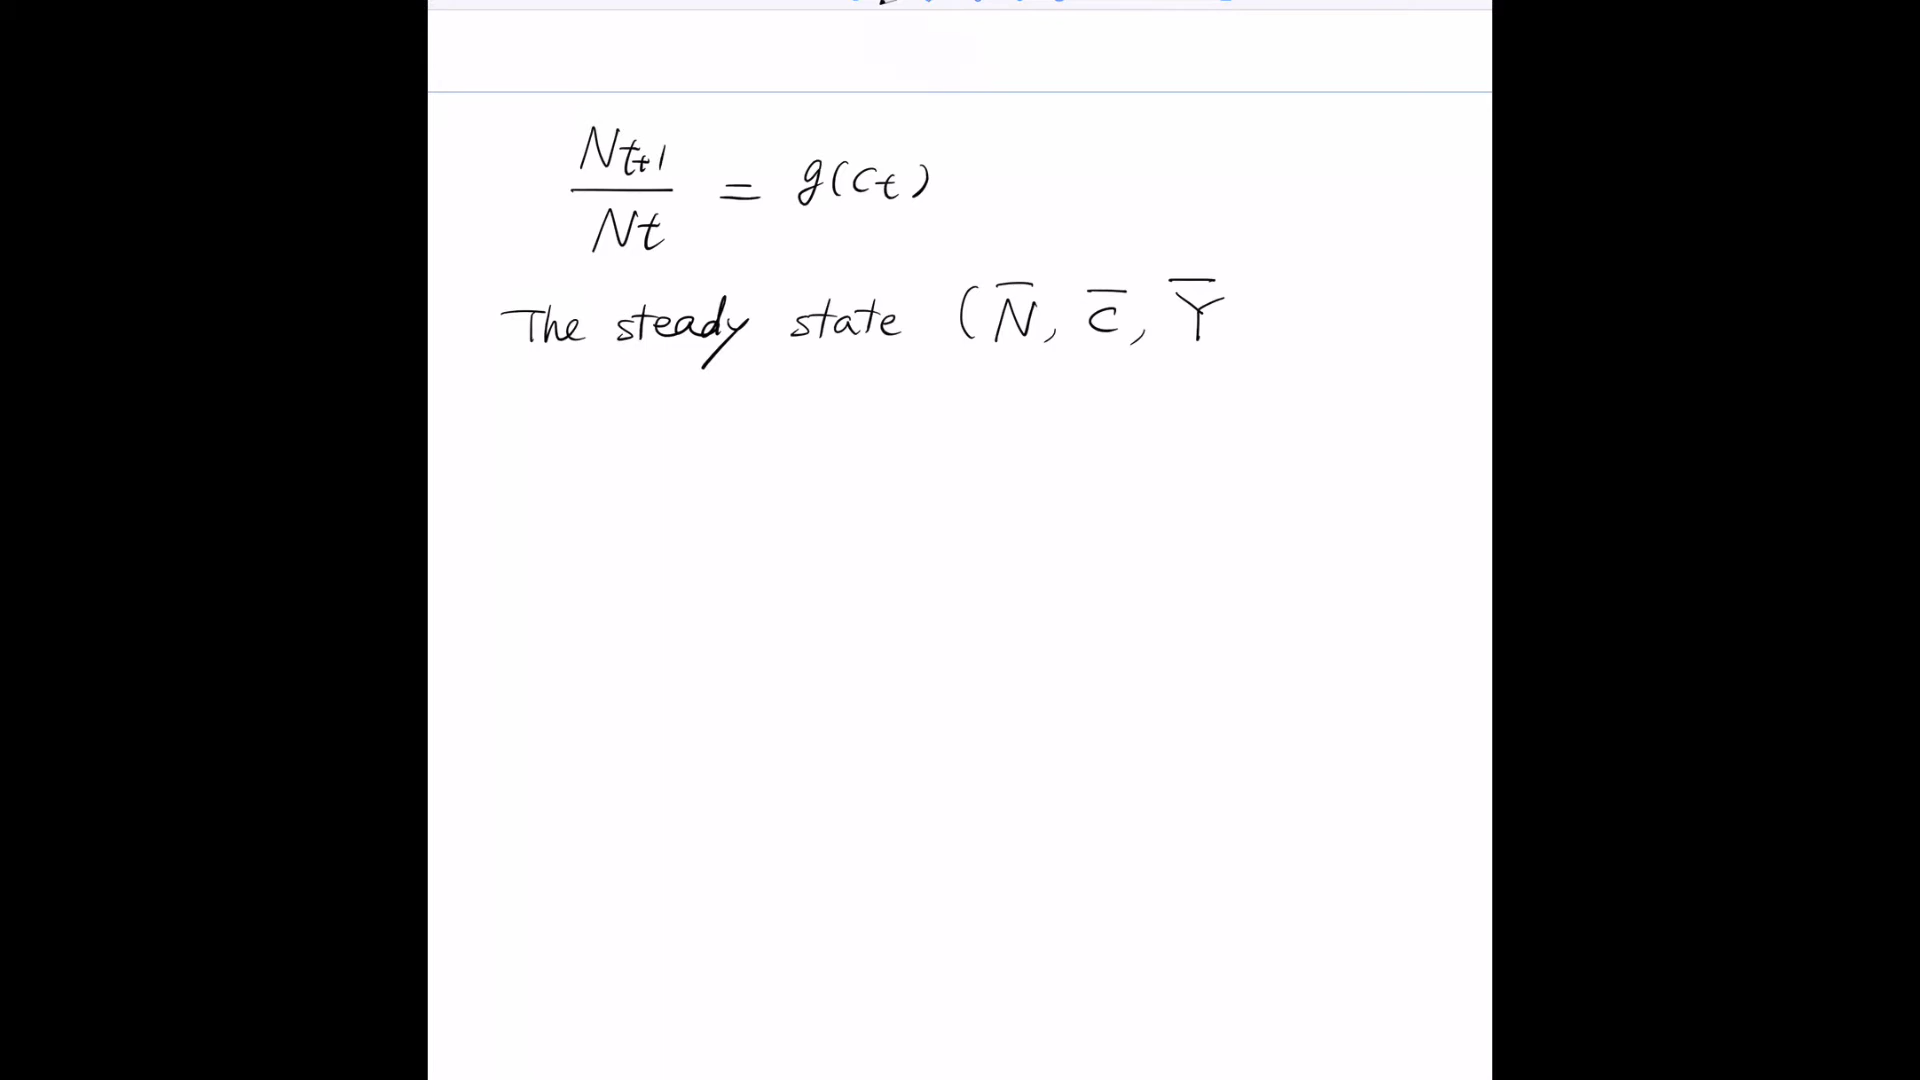 N_{t+1} / N_t = g(c_t)
The steady state (N̄, c̄, Ȳ